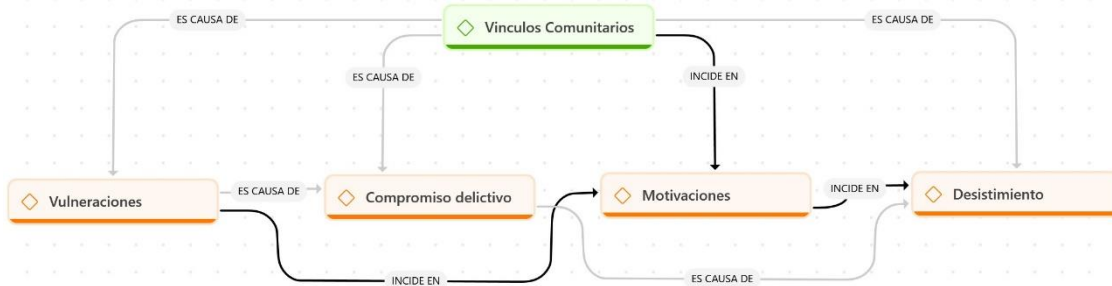 ES CAUSA DE
Vinculos Comunitarios
ES CAUSA DE
ES CAUSA DE
INCIDE EN
Vulneraciones
ES CAUSA DE
Compromiso delictivo
Motivaciones
INCIDE EN
Desistimiento
INCIDE EN
ES CAUSA DE